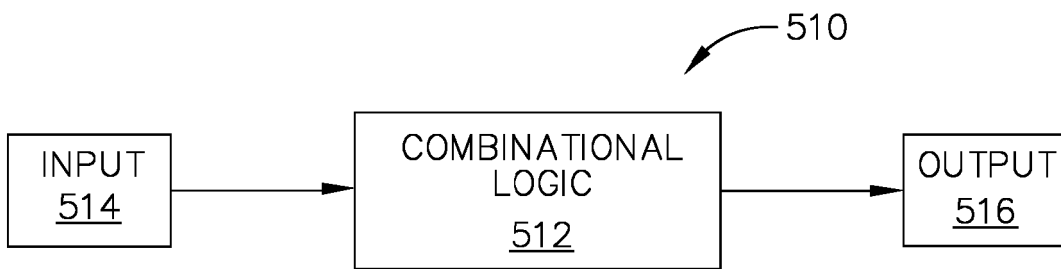 510
INPUT
514
COMBINATIONAL
LOGIC
512
OUTPUT
516